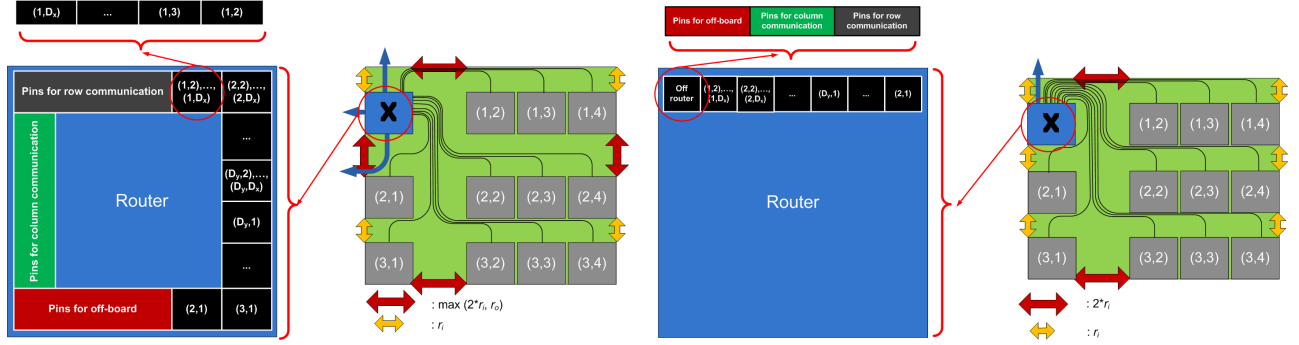 (1,Dx) ... (1,3) (1,2)
Pins for row communication
(1,2),...,
(1,Dx)
(2,2),...,
(2,Dx)
...
(Dy,2),...,
(Dy,Dx)
(Dy,1)
...
Pins for column communication
Router
Pins for off-board
(2,1)
(3,1)
X
(1,2) (1,3) (1,4)
(2,1) (2,2) (2,3) (2,4)
(3,1) (3,2) (3,3) (3,4)
: max (2*ri, ro)
: ri
Pins for off-board
Pins for column
communication
Pins for row
communication
Off
router
(1,2),...,
(1,Dx)
(2,2),...,
(2,Dx)
...
(Dy,1)
...
(2,1)
Router
X
(1,2) (1,3) (1,4)
(2,1) (2,2) (2,3) (2,4)
(3,1) (3,2) (3,3) (3,4)
: 2*ri
: ri